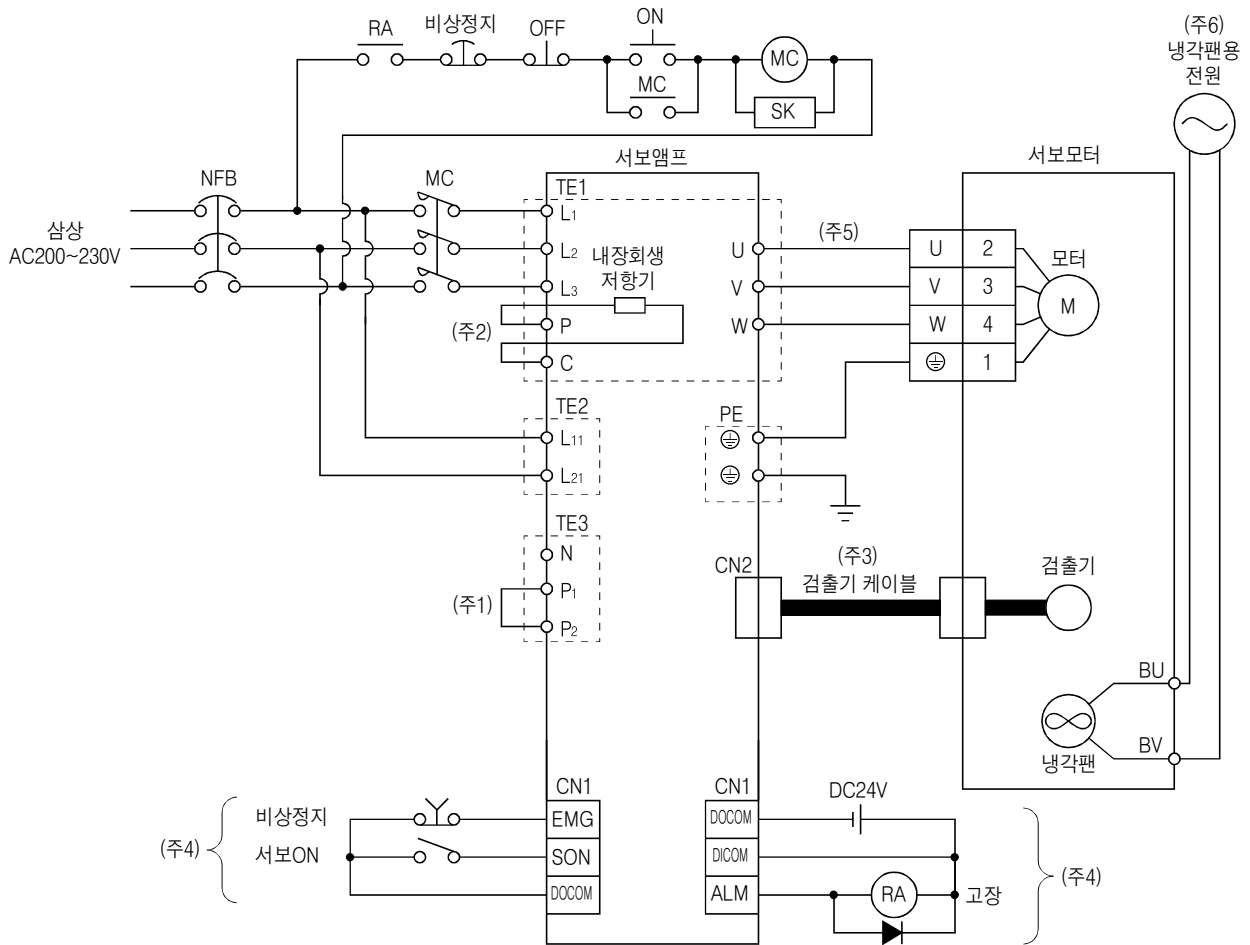 RA
비상정지
OFF
ON
MC
MC
SK
(주6)
냉각팬용
전원
서보앰프
서보모터
NFB
MC
TE1
삼상
AC200~230V
L1
L2
L3
P
C
내장회생
저항기
(주2)
U
V
W
(주5)
U 2
V 3
W 4
1
모터
M
TE2
L11
L21
PE
TE3
N
P1
P2
(주1)
CN2
(주3)
검출기 케이블
검출기
BU
BV
냉각팬
CN1
EMG
SON
DOCOM
비상정지
서보ON
(주4)
CN1
DOCOM
DICOM
ALM
DC24V
RA
고장
(주4)